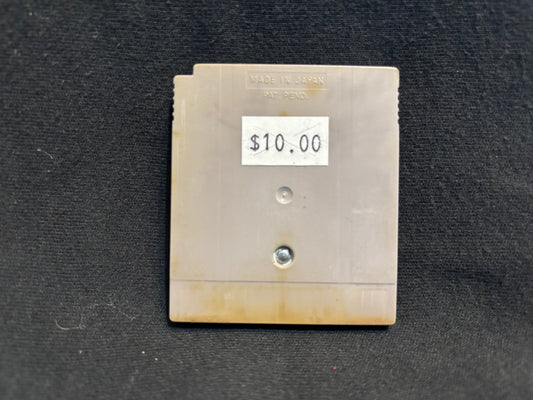 MADE IN JAPAN
PAT. PEND.
$10.00